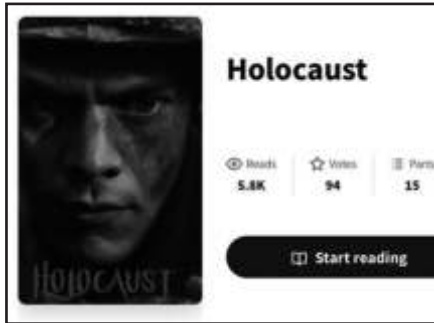 Holocaust
Reads Votes Parts
5.8K 94 15
Start reading
HOLOCAUST